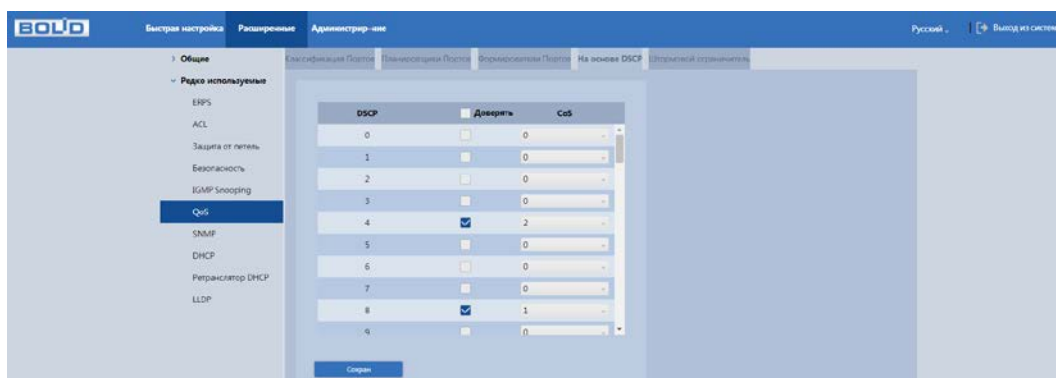 BOLID Быстрая настройка Расширенные Администрир-ние Русский Выход из систем
Общие Классификация Портов Планировщики Портов Формирователи Портов На основе DSCP Штормовой ограничитель
Редко используемые
ERPS
ACL
Защита от петель
Безопасность
IGMP Snooping
QoS
SNMP
DHCP
Ретранслятор DHCP
LLDP
DSCP Доверять CoS
0 0
1 0
2 0
3 0
4 2
5 0
6 0
7 0
8 1
9 0
Сохран